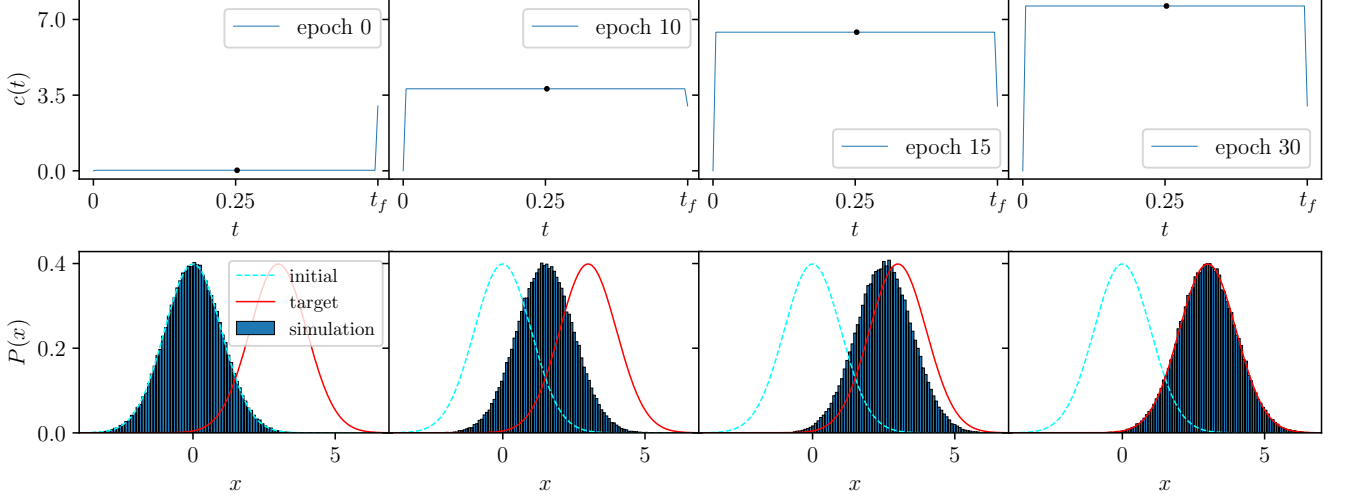 7.0
3.5
0.0
c(t)
epoch 0
0 0.25 t_f
t
epoch 10
0 0.25 t_f
t
epoch 15
0 0.25 t_f
t
epoch 30
0 0.25 t_f
t
0.4
0.2
0.0
P(x)
initial
target
simulation
0 5
x
0 5
x
0 5
x
0 5
x